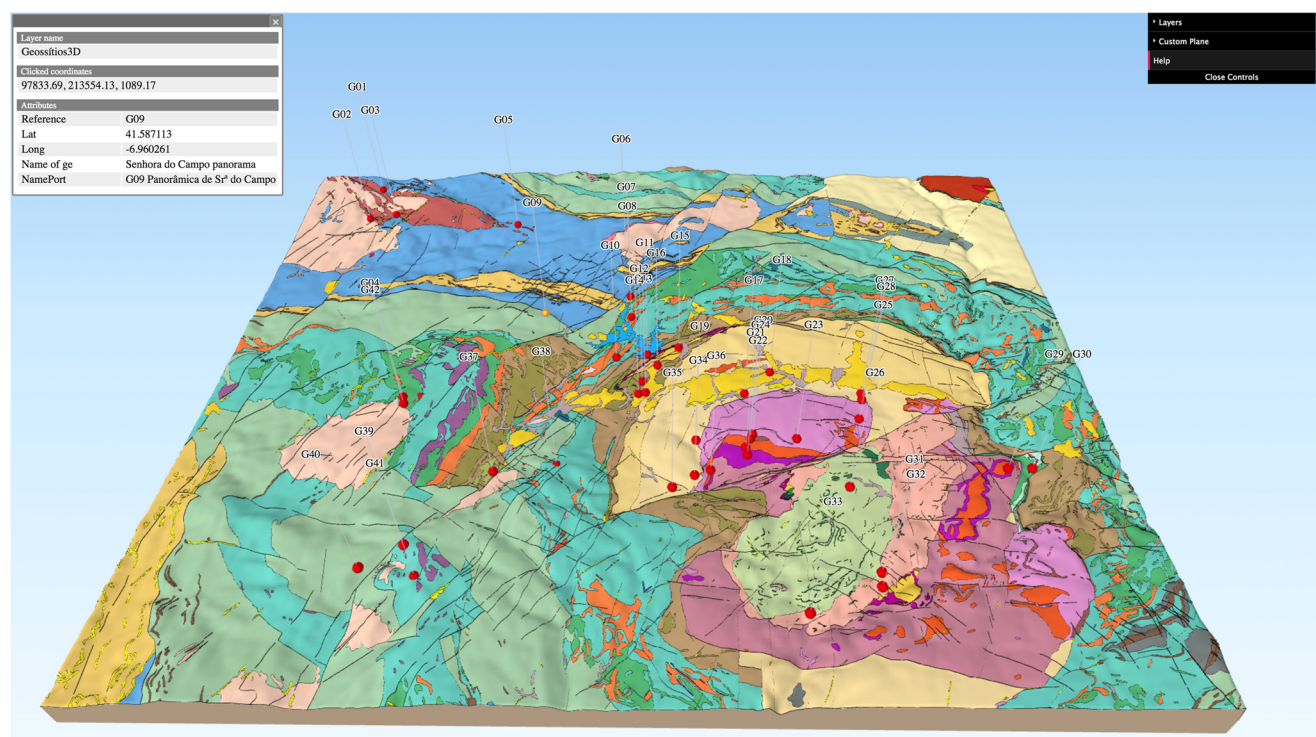 Layer name
Geossítios3D
Clicked coordinates
97833.69, 213554.13, 1089.17
Attributes
Reference G09
Lat 41.587113
Long -6.960261
Name of ge Senhora do Campo panorama
NamePort G09 Panorâmica de Srª do Campo
Layers
Custom Plane
Help
Close Controls
G01
G02
G03
G05
G06
G07
G09
G08
G15
G10
G11
G16
G18
G12
G14
G17
G04
G42
G27
G28
G25
G19
G24
G23
G21
G22
G38
G37
G34
G36
G29
G30
G35
G26
G39
G40
G41
G31
G32
G33